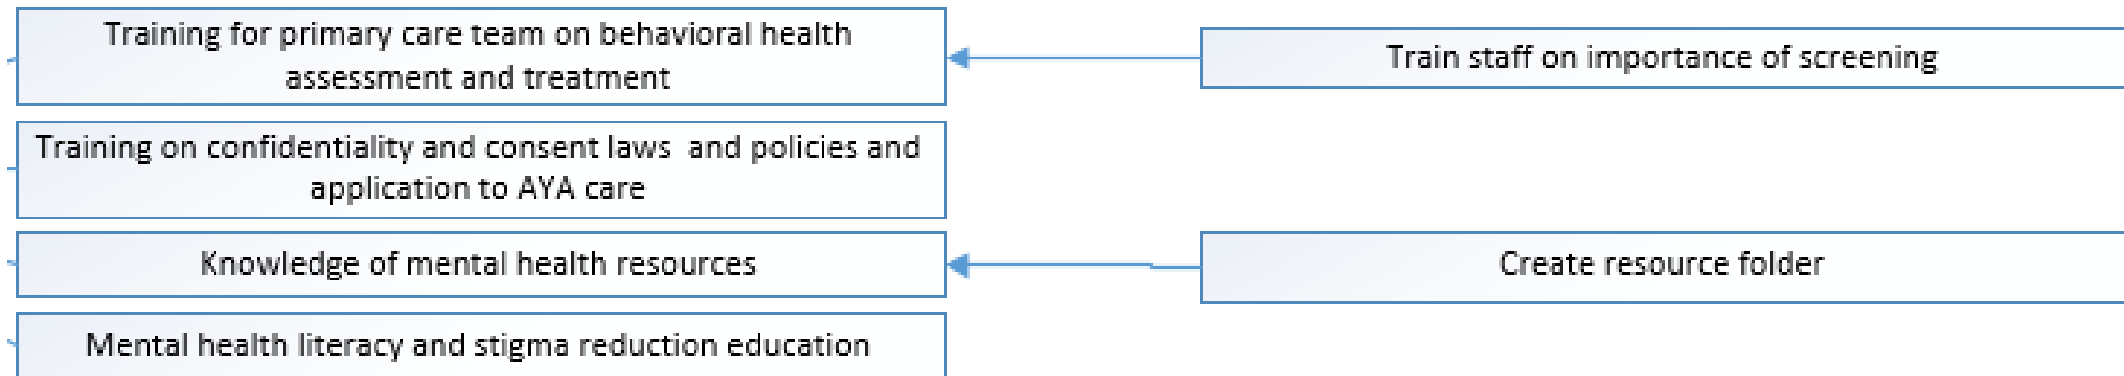 Training for primary care team on behavioral health
assessment and treatment
Train staff on importance of screening
Training on confidentiality and consent laws  and policies and
application to AYA care
Knowledge of mental health resources
Create resource folder
Mental health literacy and stigma reduction education